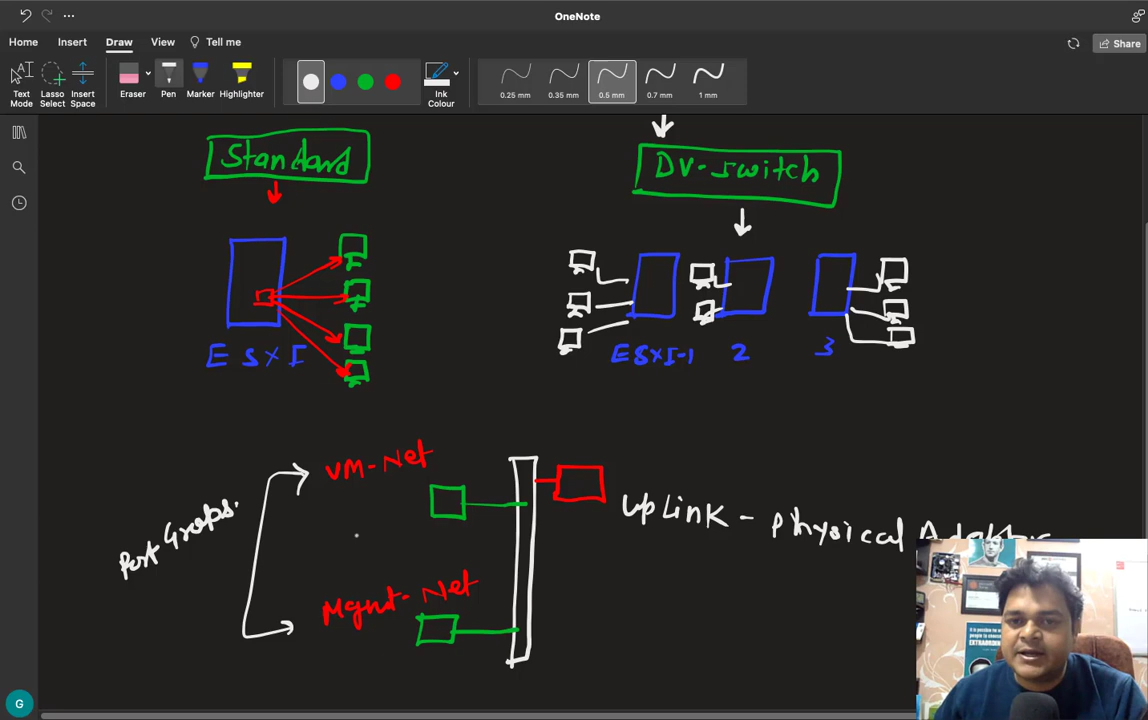 OneNote
Home Insert Draw View Tell me
Share
Text Mode
Lasso Select
Insert Space
Eraser
Pen
Marker
Highlighter
Ink Colour
0.25 mm
0.35 mm
0.5 mm
0.7 mm
1 mm
Standard
DV-switch
ESXI
ESXI-1
2
3
VM-Net
UpLink - Physical
Port Groups.
Mgmt-Net
EXTRAORDINARY
G